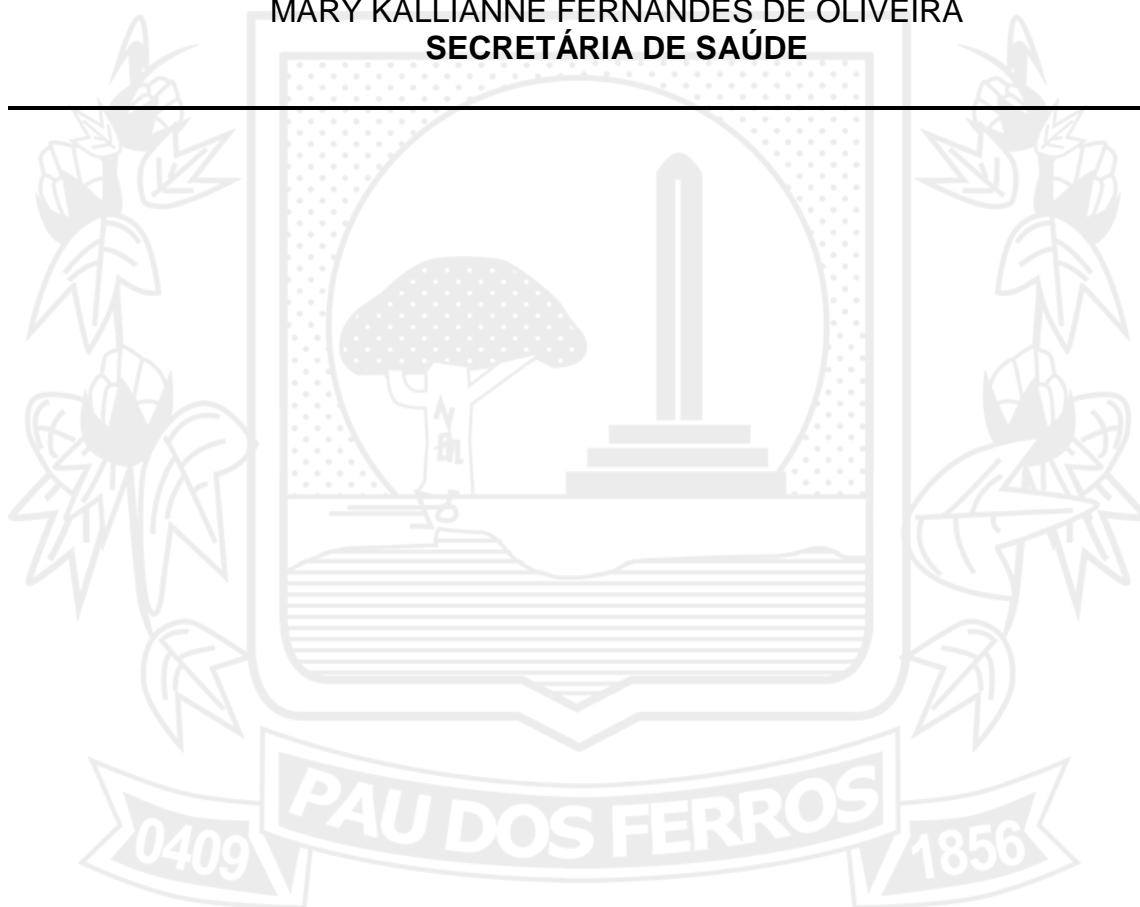 MARY KALLIANNE FERNANDES DE OLIVEIRA
SECRETÁRIA DE SAÚDE
PAU DOS FERROS
0409 1856